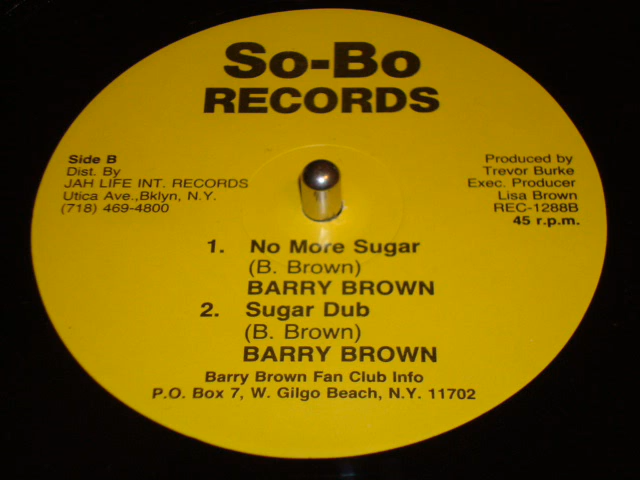 So-Bo
RECORDS
Side B
Dist. By
JAH LIFE INT. RECORDS
Utica Ave.,Bklyn, N.Y.
(718) 469-4800
Produced by
Trevor Burke
Exec. Producer
Lisa Brown
REC-1288B
45 r.p.m.
1. No More Sugar
(B. Brown)
BARRY BROWN
2. Sugar Dub
(B. Brown)
BARRY BROWN
Barry Brown Fan Club Info
P.O. Box 7, W. Gilgo Beach, N.Y. 11702